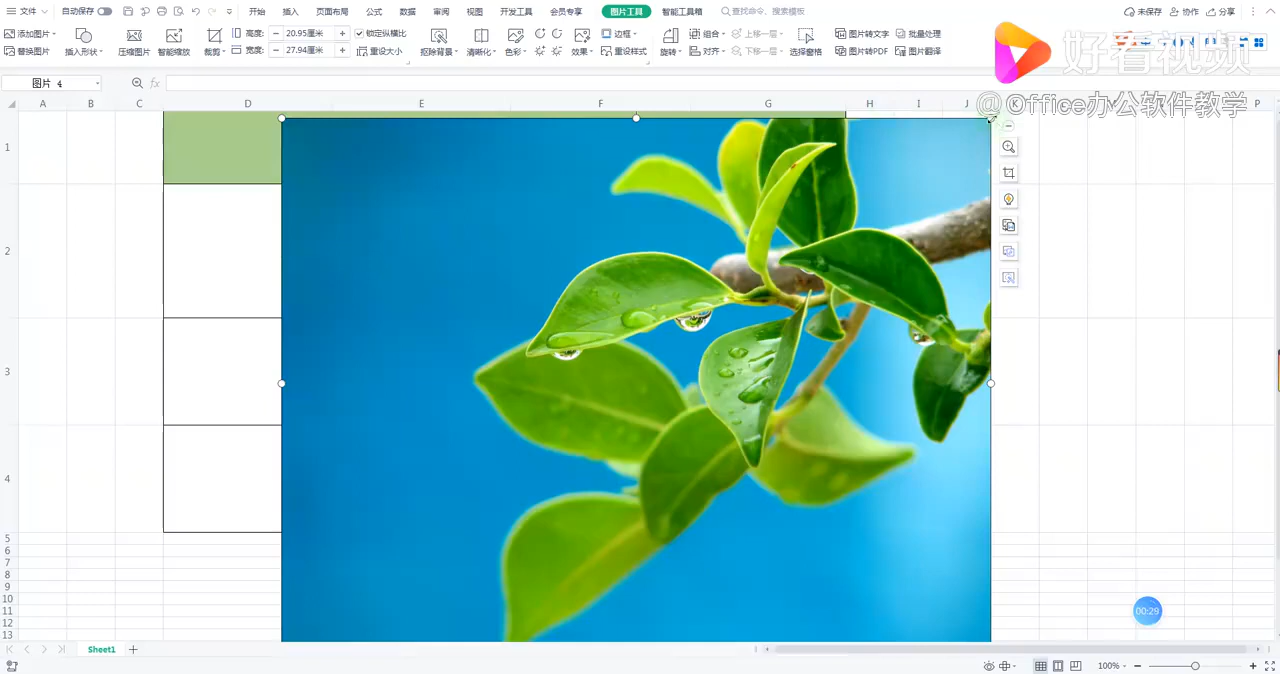 文件 自动保存 开始 插入 页面布局 公式 数据 审阅 视图 开发工具 会员专享 图片工具 智能工具箱 查找命令、搜索模板 未保存 协作 分享
添加图片 高度: 20.95厘米 锁定纵横比 边框 组合 上移一层 图片转文字 批量处理
替换图片 插入形状 压缩图片 智能缩放 裁剪 宽度: 27.94厘米 重设大小 抠除背景 清晰化 色彩 效果 重设样式 旋转 对齐 下移一层 选择窗格 图片转PDF 图片翻译
好看视频
图片 4 fx
@Office办公软件教学
A B C D E F G H I J K P
1
2
3
4
5
6
7
8
9
10
11
12
13
00:29
Sheet1
100%